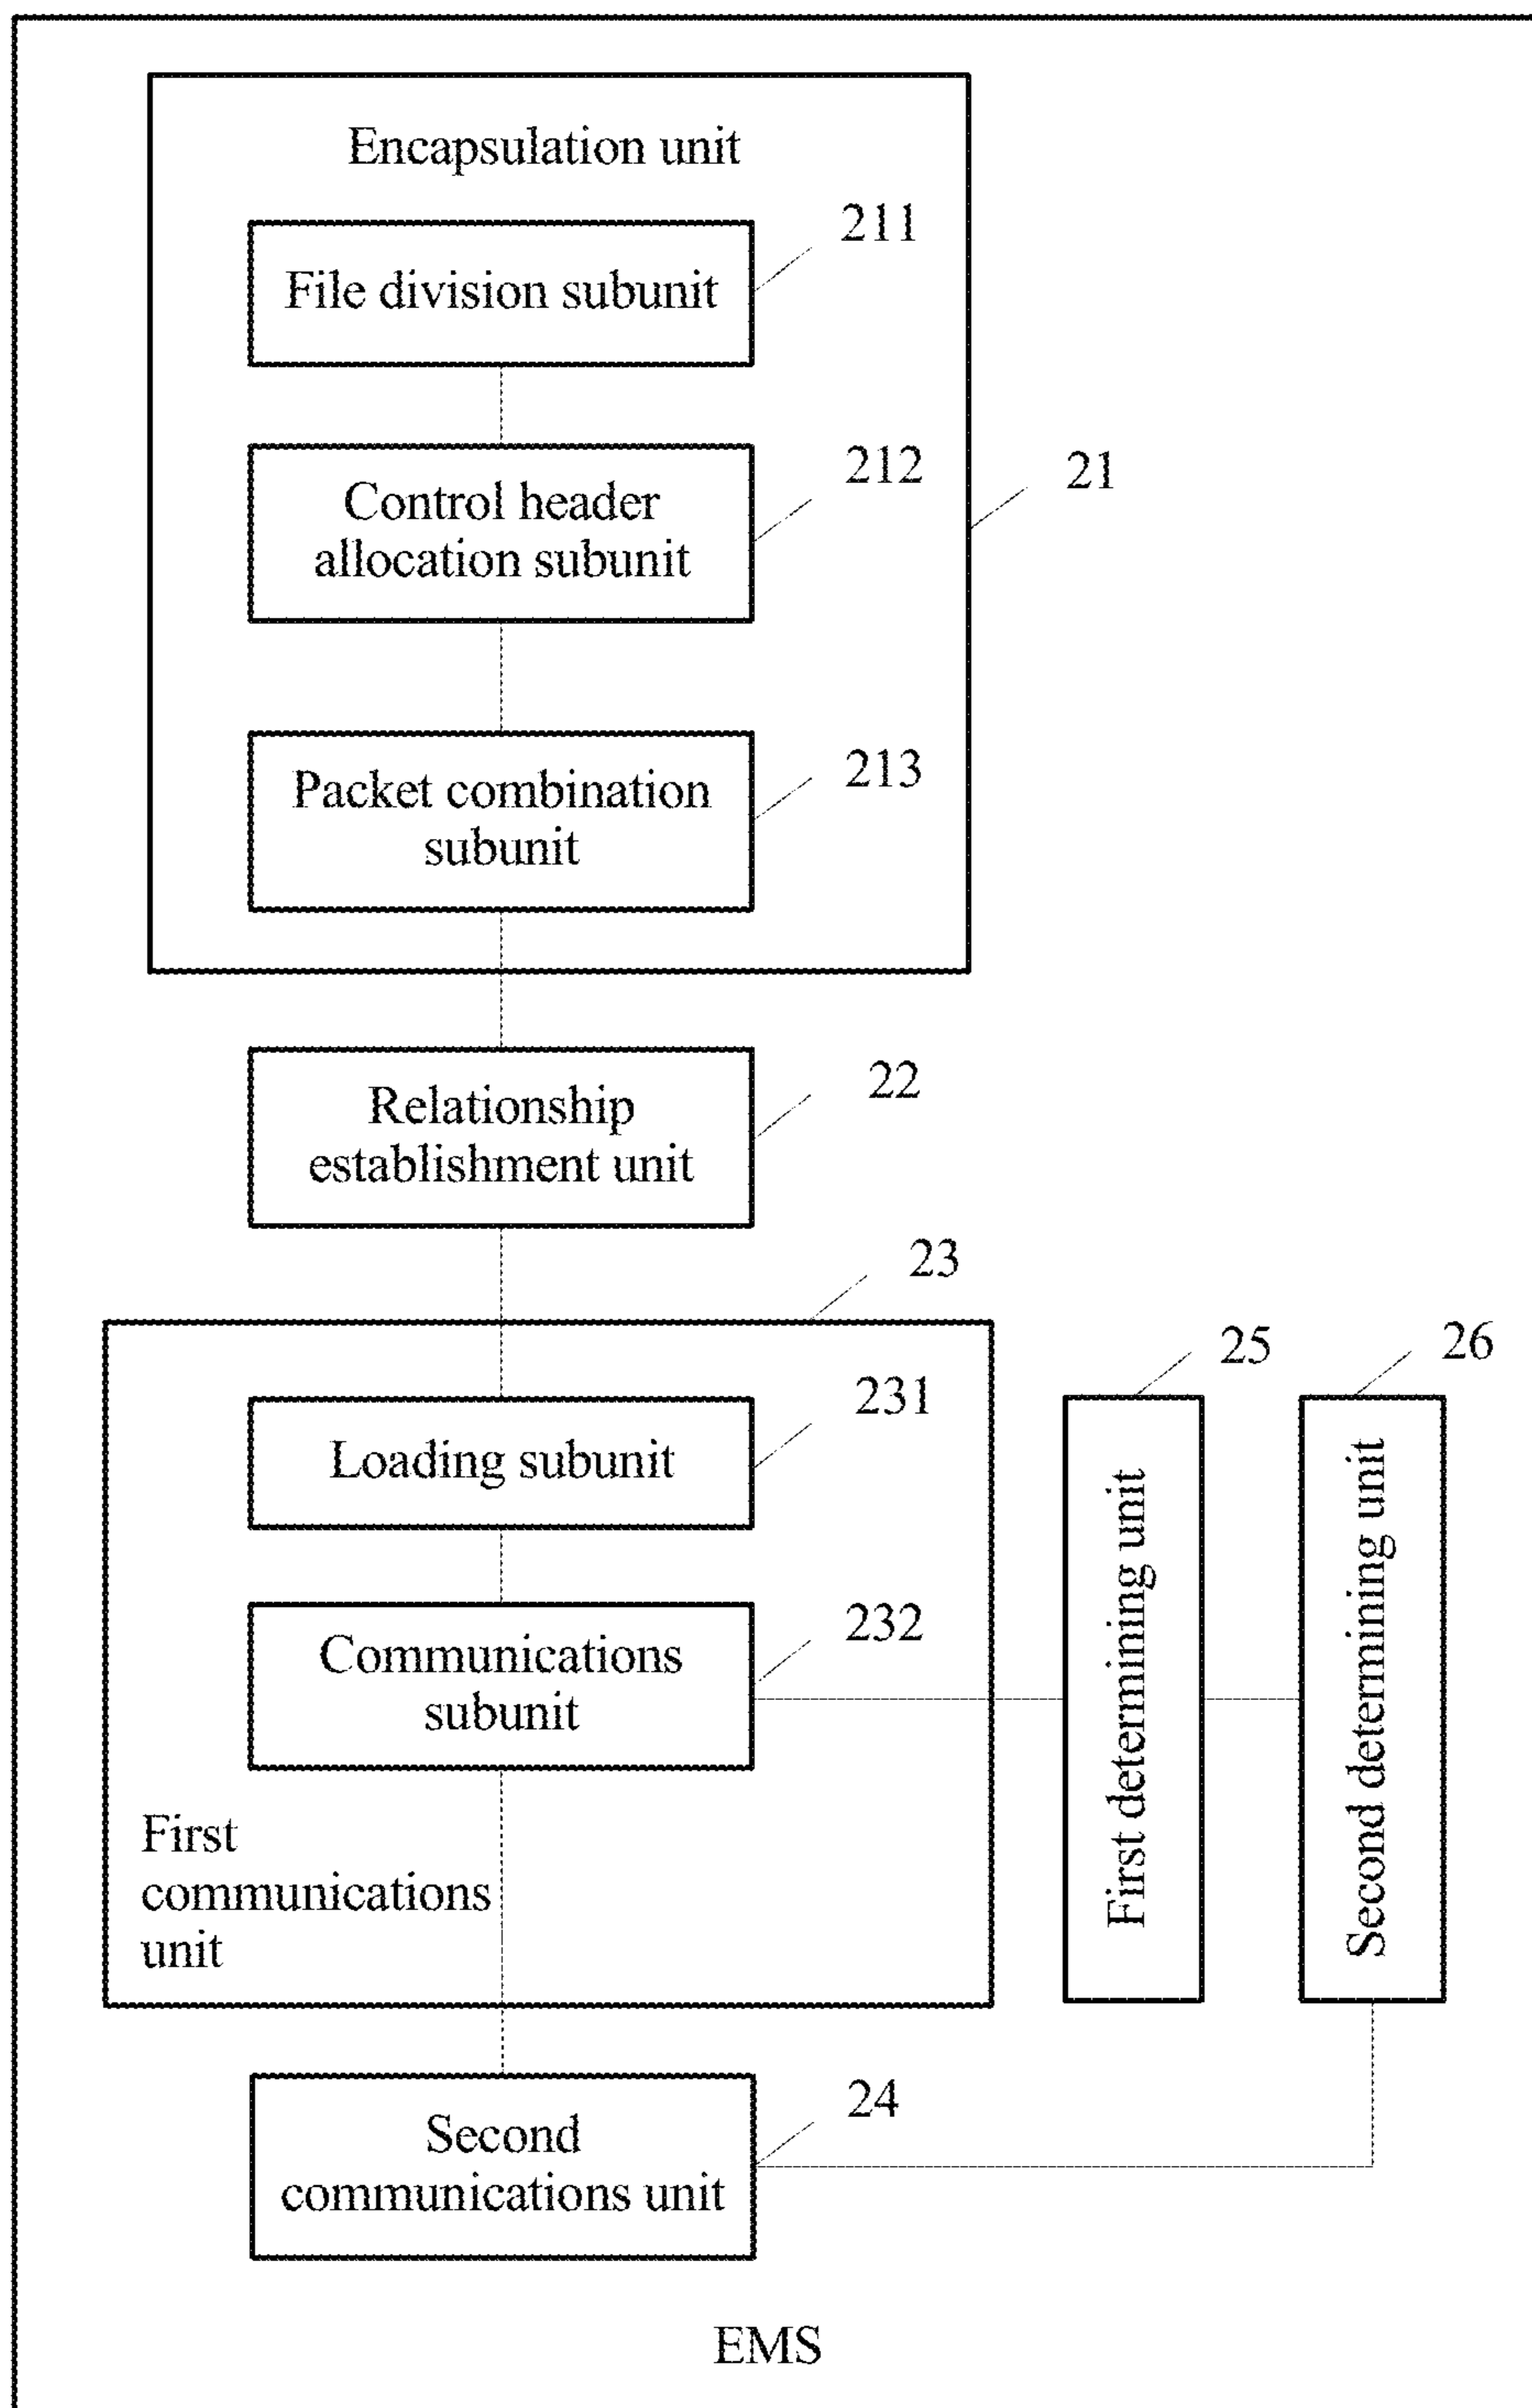 Encapsulation unit
211
File division subunit
212
Control header
allocation subunit
21
213
Packet combination
subunit
22
Relationship
establishment unit
23
25
26
231
Loading subunit
232
Communications
subunit
First determining unit
Second determining unit
First
communications
unit
24
Second
communications unit
EMS